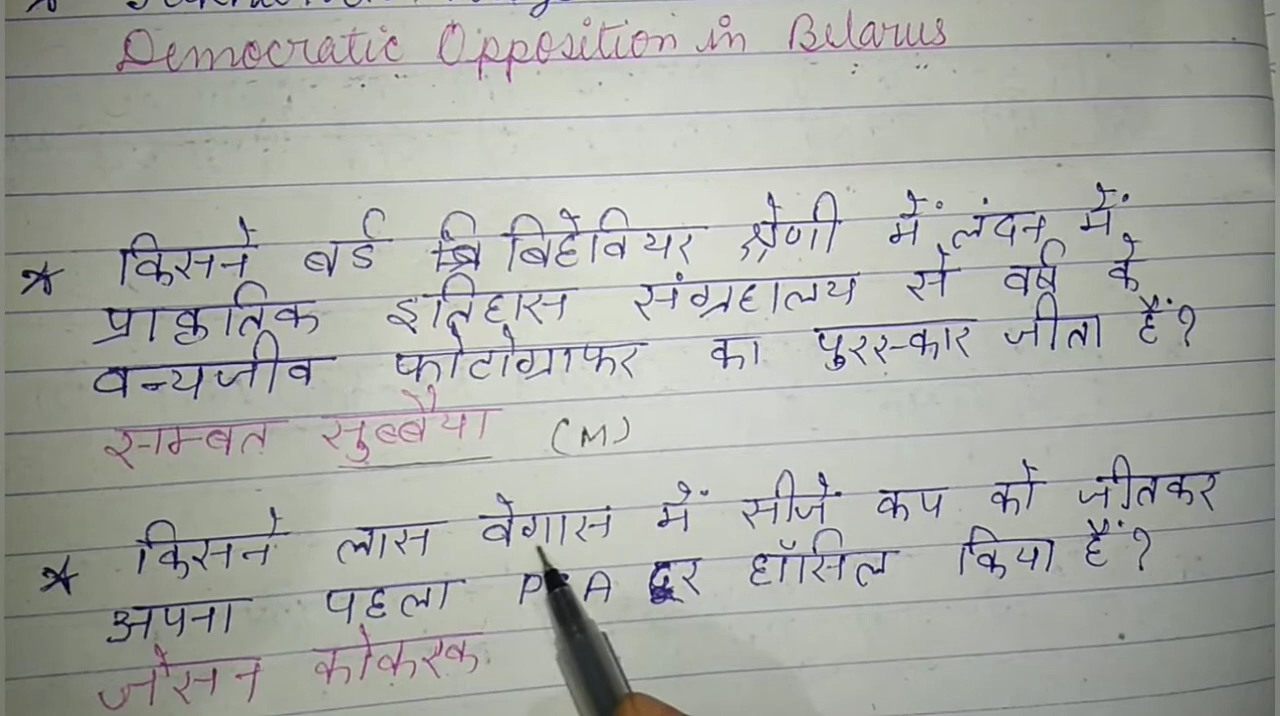 Democratic Opposition in Belarus
* किसने बर्ड बिहेवियर श्रेणी में लंदन में
प्राकृतिक इतिहास संग्रहालय से वर्ष के
वन्यजीव फोटोग्राफर का पुरस्कार जीता हैं?
सम्बत सुब्बैया (M)
* किसने लास वेगास में सीजे कप को जीतकर
अपना पहला PGA टूर हॉसिल किया हैं?
जेसन कोकरक